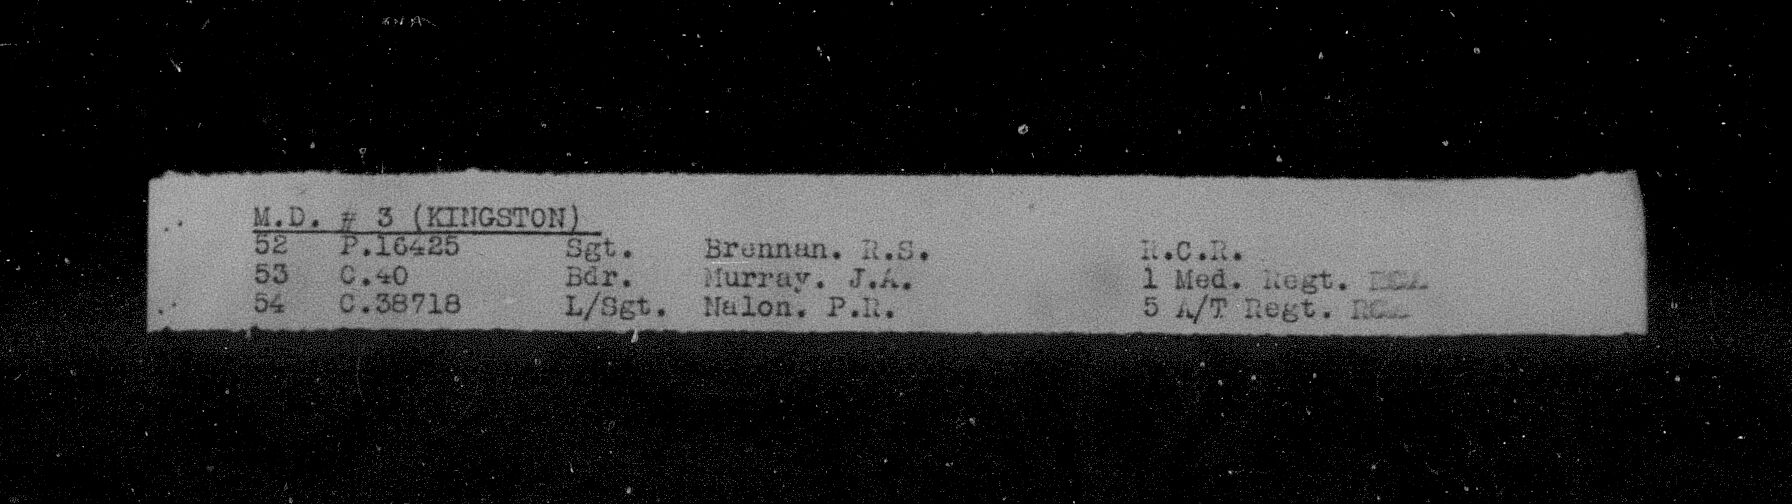 M.D. # 3 (KINGSTON)
52 P.16425 Sgt. Brennan. R.S. R.C.R.
53 C.40 Bdr. Murray. J.A. 1 Med. Regt.
54 C.38718 L/Sgt. Nalon. P.R. 5 A/T Regt.